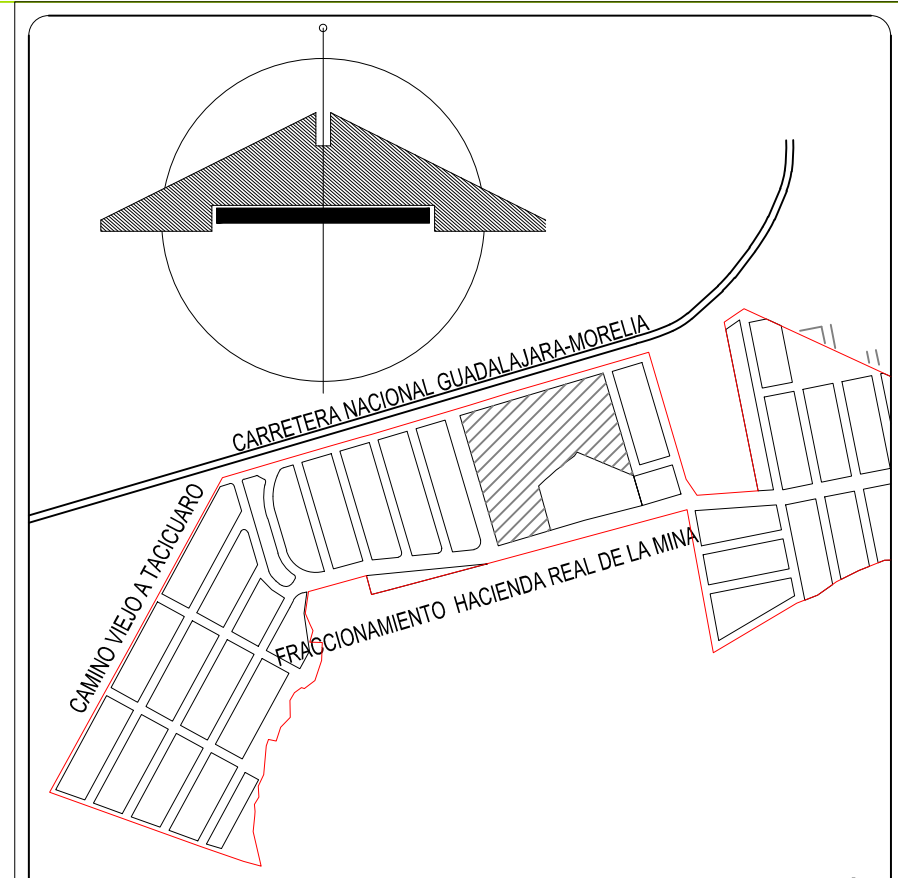 CARRETERA NACIONAL GUADALAJARA-MORELIA
CAMINO VIEJO A TACICUARO
FRACCIONAMIENTO HACIENDA REAL DE LA MINA